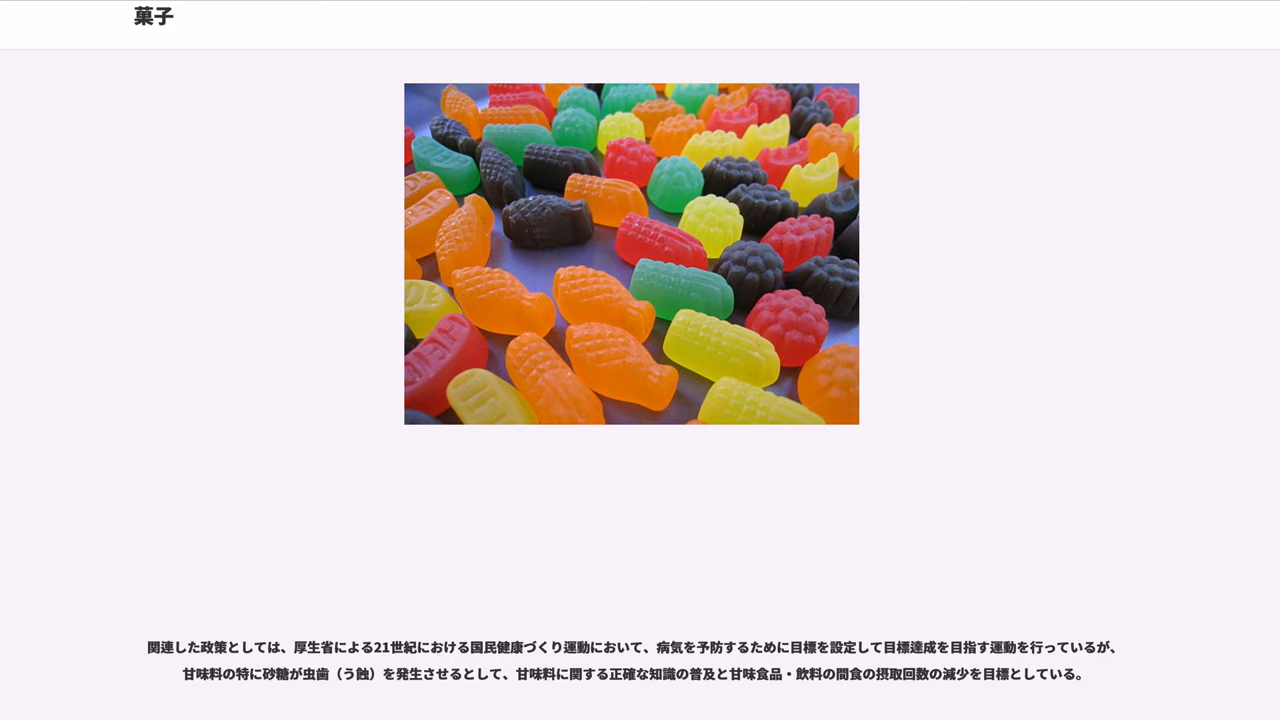 菓子
関連した政策としては、厚生省による21世紀における国民健康づくり運動において、病気を予防するために目標を設定して目標達成を目指す運動を行っているが、
甘味料の特に砂糖が虫歯（う蝕）を発生させるとして、甘味料に関する正確な知識の普及と甘味食品・飲料の間食の摂取回数の減少を目標としている。